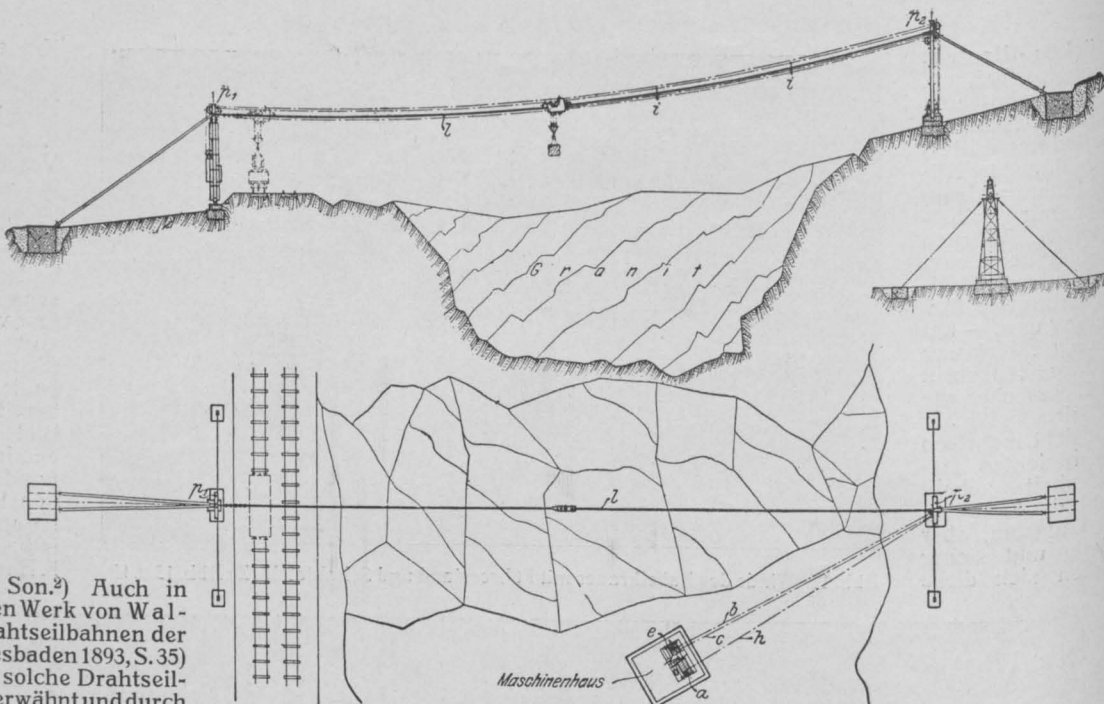 p₁
p₂
l
i
i
Granit
p₁
l
p₂
b
c
h
e
a
Maschinenhaus
Son.²) Auch in
en Werk von Wal-
ahtseilbahnen der
esbaden 1893, S. 35)
solche Drahtseil-
erwähnt und durch